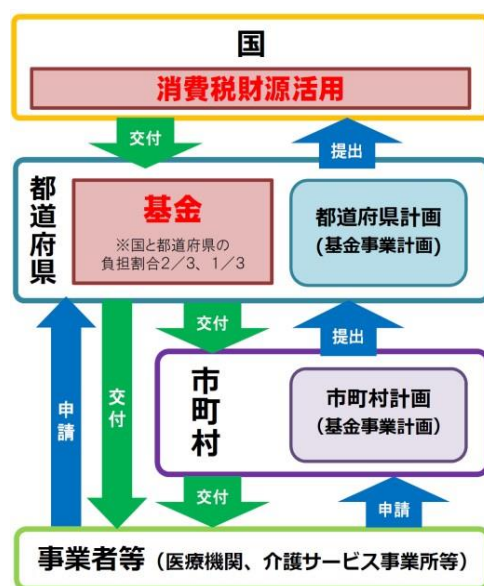 国
消費税財源活用
交付
提出
都道府県
基金
※国と都道府県の
負担割合2／3、1／3
都道府県計画
(基金事業計画)
交付
提出
申請
交付
市町村
市町村計画
（基金事業計画）
交付
申請
事業者等（医療機関、介護サービス事業所等）